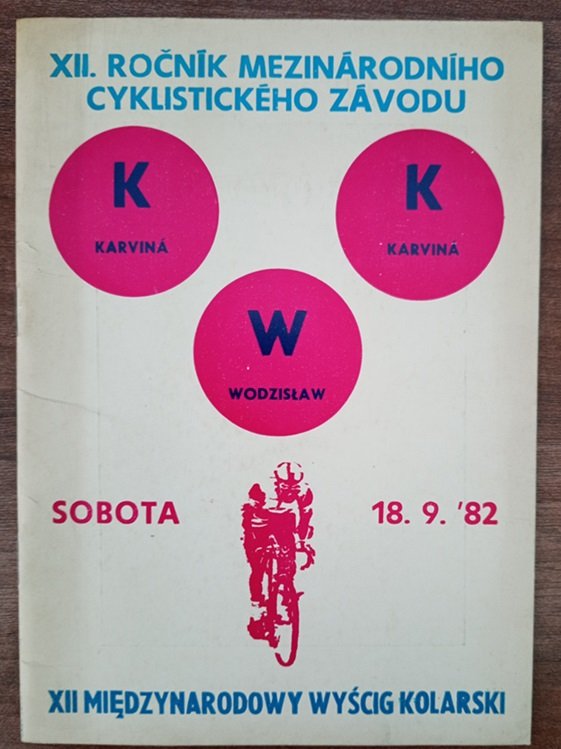 XII. ROČNÍK MEZINÁRODNÍHO
CYKLISTICKÉHO ZÁVODU
K
KARVINÁ
K
KARVINÁ
W
WODZISŁAW
SOBOTA 18. 9. '82
XII MIĘDZYNARODOWY WYŚCIG KOLARSKI